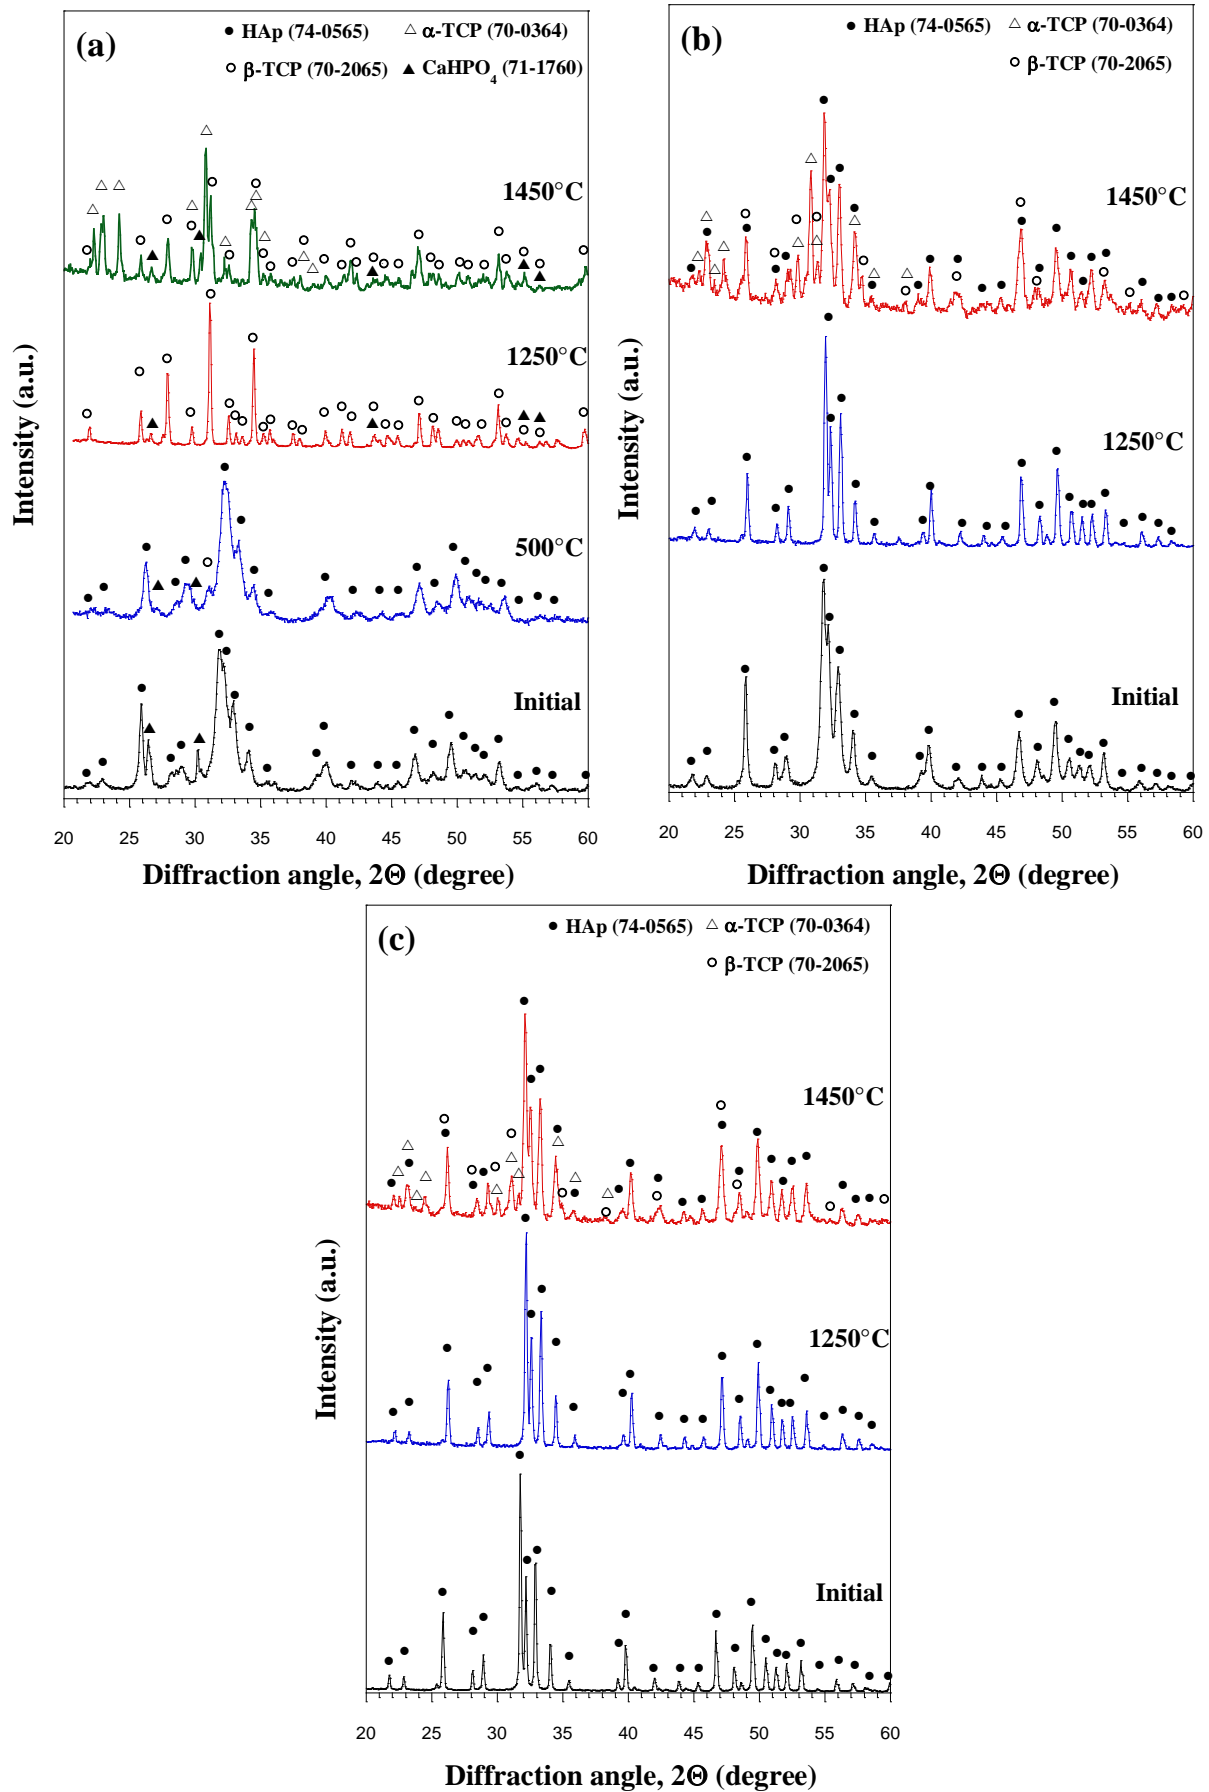 (a)
● HAp (74-0565) △ α-TCP (70-0364)
○ β-TCP (70-2065) ▲ CaHPO4 (71-1760)
1450°C
1250°C
500°C
Initial
Intensity (a.u.)
20 25 30 35 40 45 50 55 60
Diffraction angle, 2Θ (degree)
(b)
● HAp (74-0565) △ α-TCP (70-0364)
○ β-TCP (70-2065)
1450°C
1250°C
Initial
Intensity (a.u.)
20 25 30 35 40 45 50 55 60
Diffraction angle, 2Θ (degree)
(c)
● HAp (74-0565) △ α-TCP (70-0364)
○ β-TCP (70-2065)
1450°C
1250°C
Initial
Intensity (a.u.)
20 25 30 35 40 45 50 55 60
Diffraction angle, 2Θ (degree)